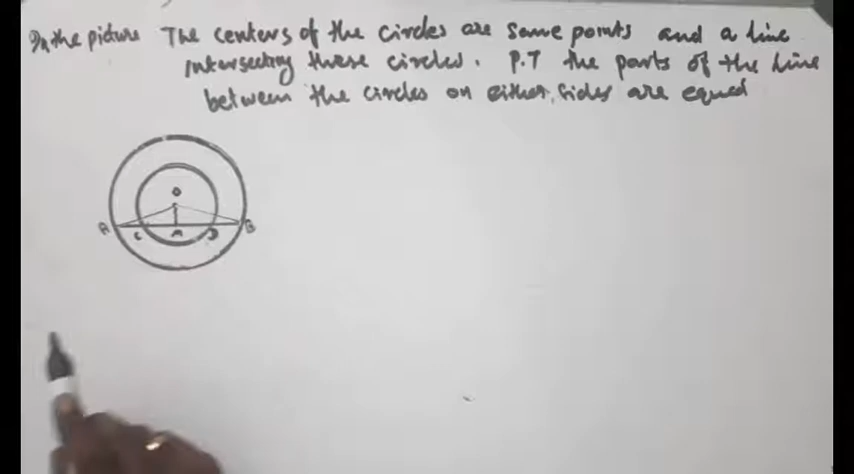 In the picture The centers of the circles are same points and a line
intersecting these circles. P.T the parts of the line
between the circles on either sides are equal
O
A C M D B